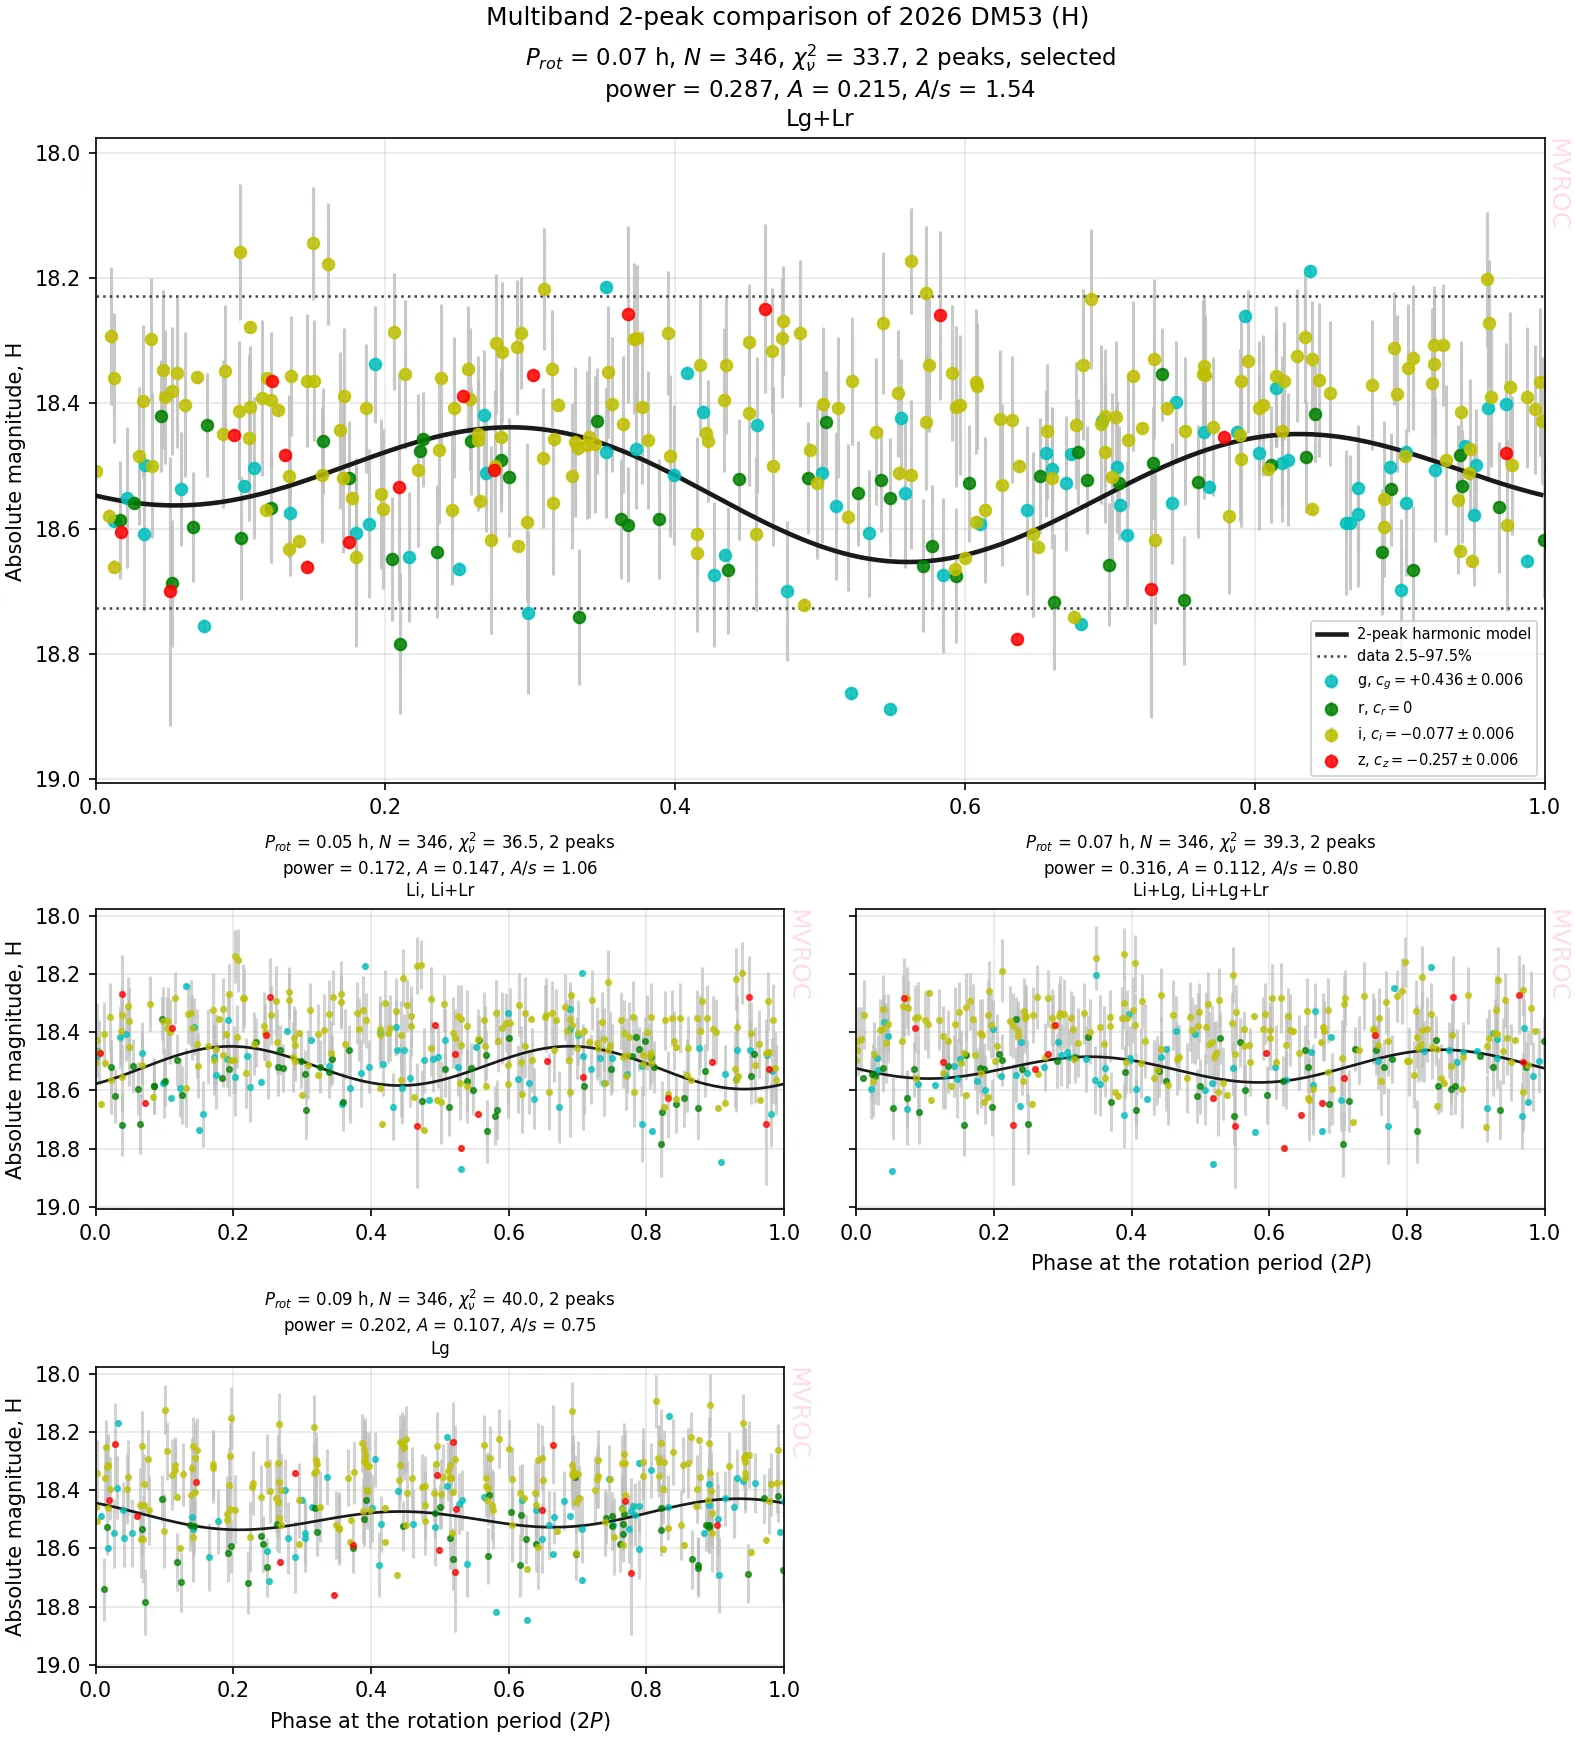 Multiband 2-peak comparison of 2026 DM53 (H)
P_rot = 0.07 h, N = 346, χ²_ν = 33.7, 2 peaks, selected
power = 0.287, A = 0.215, A/s = 1.54
Lg+Lr
Absolute magnitude, H
18.0
18.2
18.4
18.6
18.8
19.0
0.0 0.2 0.4 0.6 0.8 1.0
2-peak harmonic model
data 2.5–97.5%
g, c_g = +0.436 ± 0.006
r, c_r = 0
i, c_i = −0.077 ± 0.006
z, c_z = −0.257 ± 0.006
MVROC
P_rot = 0.05 h, N = 346, χ²_ν = 36.5, 2 peaks
power = 0.172, A = 0.147, A/s = 1.06
Li, Li+Lr
Absolute magnitude, H
18.0
18.2
18.4
18.6
18.8
19.0
0.0 0.2 0.4 0.6 0.8 1.0
MVROC
P_rot = 0.07 h, N = 346, χ²_ν = 39.3, 2 peaks
power = 0.316, A = 0.112, A/s = 0.80
Li+Lg, Li+Lg+Lr
0.0 0.2 0.4 0.6 0.8 1.0
Phase at the rotation period (2P)
MVROC
P_rot = 0.09 h, N = 346, χ²_ν = 40.0, 2 peaks
power = 0.202, A = 0.107, A/s = 0.75
Lg
Absolute magnitude, H
18.0
18.2
18.4
18.6
18.8
19.0
0.0 0.2 0.4 0.6 0.8 1.0
Phase at the rotation period (2P)
MVROC